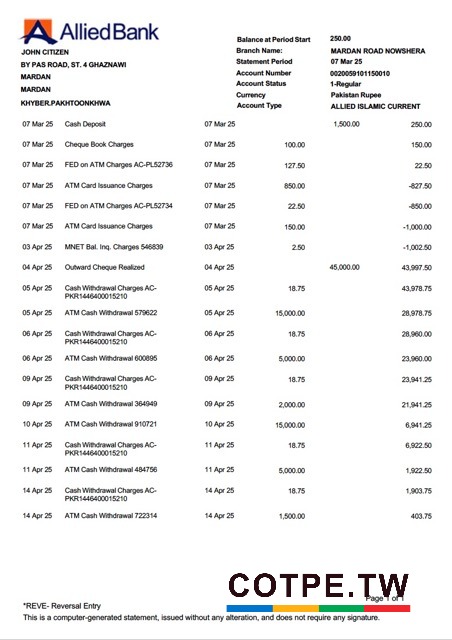 Allied Bank
JOHN CITIZEN
BY PAS ROAD, ST. 4 GHAZNAWI
MARDAN
MARDAN
KHYBER.PAKHTOONKHWA
Balance at Period Start 250.00
Branch Name: MARDAN ROAD NOWSHERA
Statement Period 07 Mar 25
Account Number 0020059101150010
Account Status 1-Regular
Currency Pakistan Rupee
Account Type ALLIED ISLAMIC CURRENT
07 Mar 25 Cash Deposit 07 Mar 25 1,500.00 250.00
07 Mar 25 Cheque Book Charges 07 Mar 25 100.00 150.00
07 Mar 25 FED on ATM Charges AC-PL52736 07 Mar 25 127.50 22.50
07 Mar 25 ATM Card Issuance Charges 07 Mar 25 850.00 -827.50
07 Mar 25 FED on ATM Charges AC-PL52734 07 Mar 25 22.50 -850.00
07 Mar 25 ATM Card Issuance Charges 07 Mar 25 150.00 -1,000.00
03 Apr 25 MNET Bal. Inq. Charges 546839 03 Apr 25 2.50 -1,002.50
04 Apr 25 Outward Cheque Realized 04 Apr 25 45,000.00 43,997.50
05 Apr 25 Cash Withdrawal Charges AC- 05 Apr 25 18.75 43,978.75
PKR1446400015210
05 Apr 25 ATM Cash Withdrawal 579622 05 Apr 25 15,000.00 28,978.75
06 Apr 25 Cash Withdrawal Charges AC- 06 Apr 25 18.75 28,960.00
PKR1446400015210
06 Apr 25 ATM Cash Withdrawal 600895 06 Apr 25 5,000.00 23,960.00
09 Apr 25 Cash Withdrawal Charges AC- 09 Apr 25 18.75 23,941.25
PKR1446400015210
09 Apr 25 ATM Cash Withdrawal 364949 09 Apr 25 2,000.00 21,941.25
10 Apr 25 ATM Cash Withdrawal 910721 10 Apr 25 15,000.00 6,941.25
11 Apr 25 Cash Withdrawal Charges AC- 11 Apr 25 18.75 6,922.50
PKR1446400015210
11 Apr 25 ATM Cash Withdrawal 484756 11 Apr 25 5,000.00 1,922.50
14 Apr 25 Cash Withdrawal Charges AC- 14 Apr 25 18.75 1,903.75
PKR1446400015210
14 Apr 25 ATM Cash Withdrawal 722314 14 Apr 25 1,500.00 403.75
COTPE.TW
Page 1 of 1
*REVE- Reversal Entry
This is a computer-generated statement, issued without any alteration, and does not require any signature.